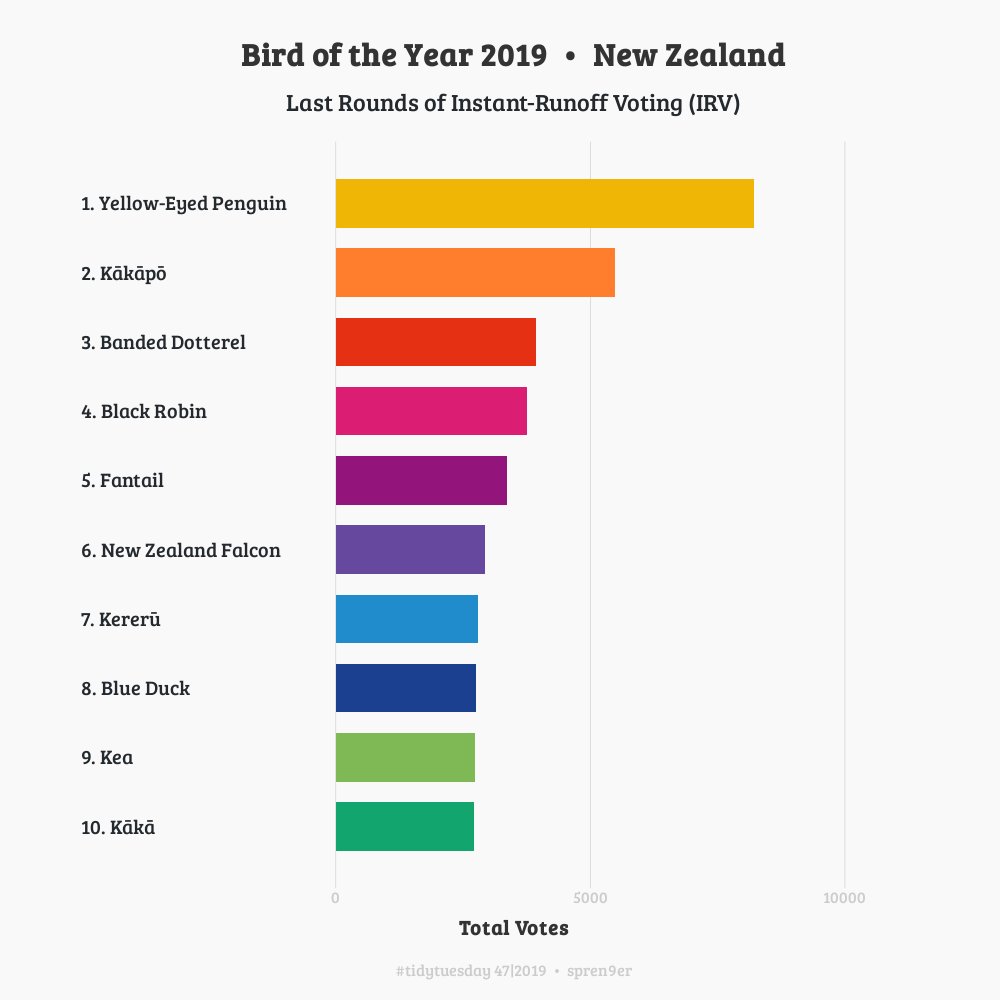 Bird of the Year 2019 • New Zealand
Last Rounds of Instant-Runoff Voting (IRV)
1. Yellow-Eyed Penguin
2. Kākāpō
3. Banded Dotterel
4. Black Robin
5. Fantail
6. New Zealand Falcon
7. Kererū
8. Blue Duck
9. Kea
10. Kākā
0 5000 10000
Total Votes
#tidytuesday 47|2019 • spren9er